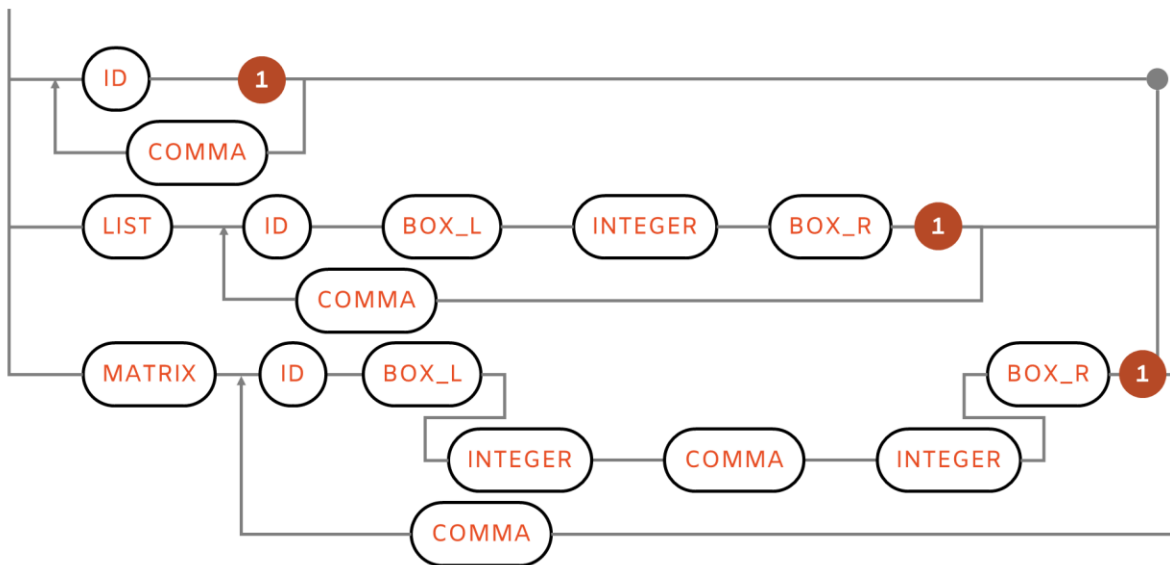 ID 1
COMMA
LIST ID BOX_L INTEGER BOX_R 1
COMMA
MATRIX ID BOX_L BOX_R 1
INTEGER COMMA INTEGER
COMMA